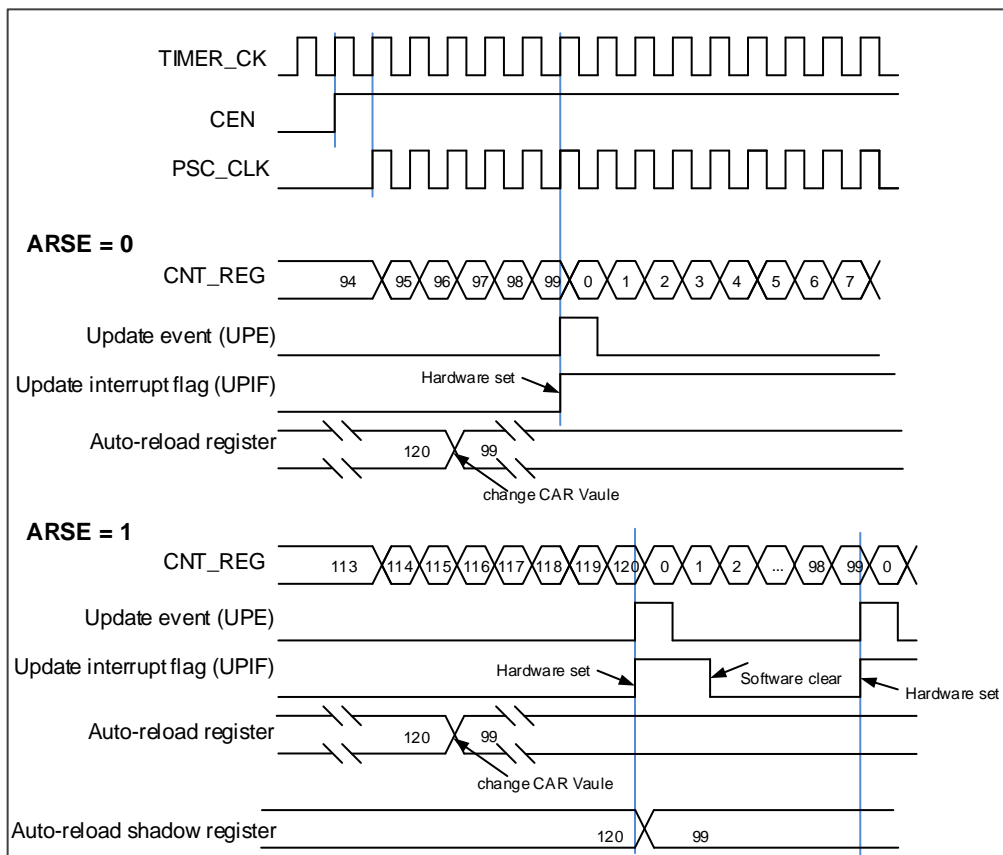 TIMER_CK
CEN
PSC_CLK
ARSE = 0
CNT_REG 94 95 96 97 98 99 0 1 2 3 4 5 6 7
Update event (UPE)
Update interrupt flag (UPIF) Hardware set
Auto-reload register 120 99
change CAR Vaule
ARSE = 1
CNT_REG 113 114 115 116 117 118 119 120 0 1 2 ... 98 99 0
Update event (UPE)
Update interrupt flag (UPIF) Hardware set Software clear Hardware set
Auto-reload register 120 99
change CAR Vaule
Auto-reload shadow register 120 99